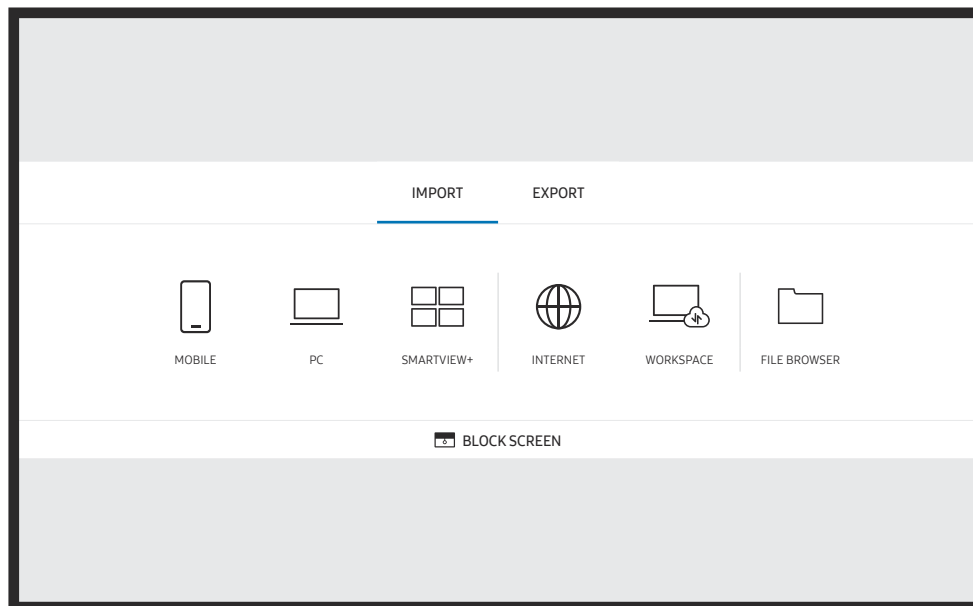 IMPORT EXPORT
MOBILE PC SMARTVIEW+ INTERNET WORKSPACE FILE BROWSER
BLOCK SCREEN